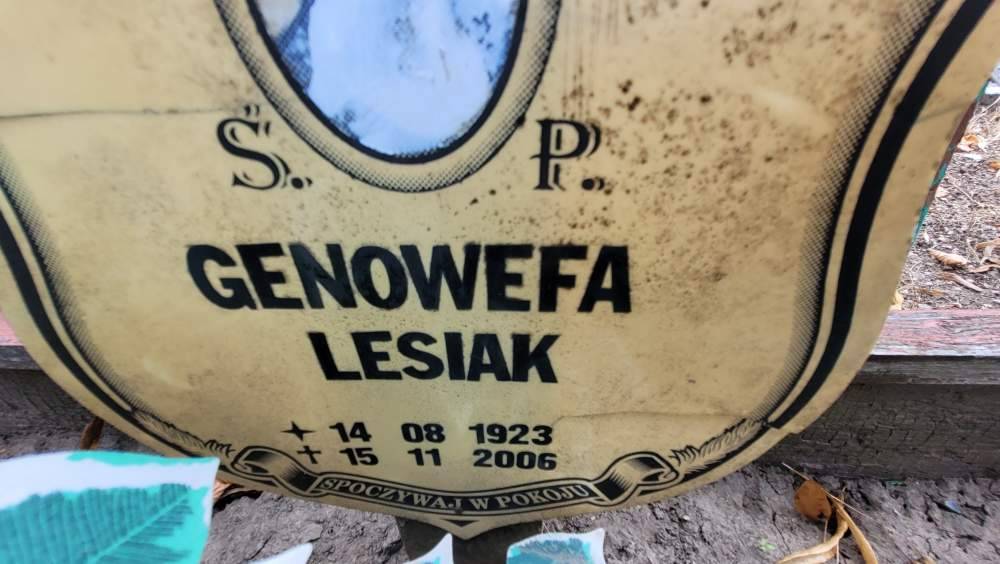 Ś. P.
GENOWEFA
LESIAK
14 08 1923
15 11 2006
SPOCZYWAJ W POKOJU